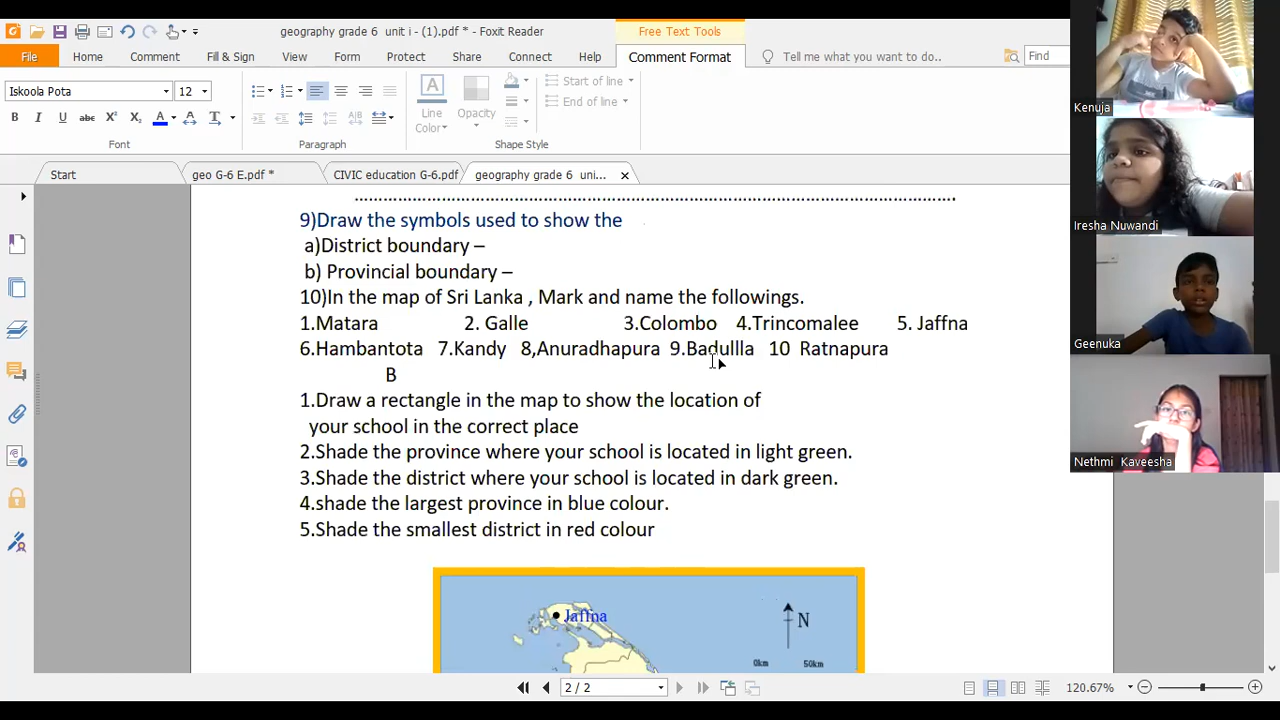 geography grade 6 unit i - (1).pdf * - Foxit Reader
Free Text Tools
File Home Comment Fill & Sign View Form Protect Share Connect Help Comment Format Tell me what you want to do.. Find
Iskoola Pota 12
Line Color
Opacity
Start of line
End of line
Font Paragraph Shape Style
Start geo G-6 E.pdf * CIVIC education G-6.pdf geography grade 6 uni...
9)Draw the symbols used to show the
a)District boundary –
b) Provincial boundary –
10)In the map of Sri Lanka , Mark and name the followings.
1.Matara 2. Galle 3.Colombo 4.Trincomalee 5. Jaffna
6.Hambantota 7.Kandy 8,Anuradhapura 9.Badullla 10 Ratnapura
B
1.Draw a rectangle in the map to show the location of
your school in the correct place
2.Shade the province where your school is located in light green.
3.Shade the district where your school is located in dark green.
4.shade the largest province in blue colour.
5.Shade the smallest district in red colour
Jaffna
N
0km 50km
2 / 2 120.67%
Kenuja
Iresha Nuwandi
Geenuka
Nethmi Kaveesha